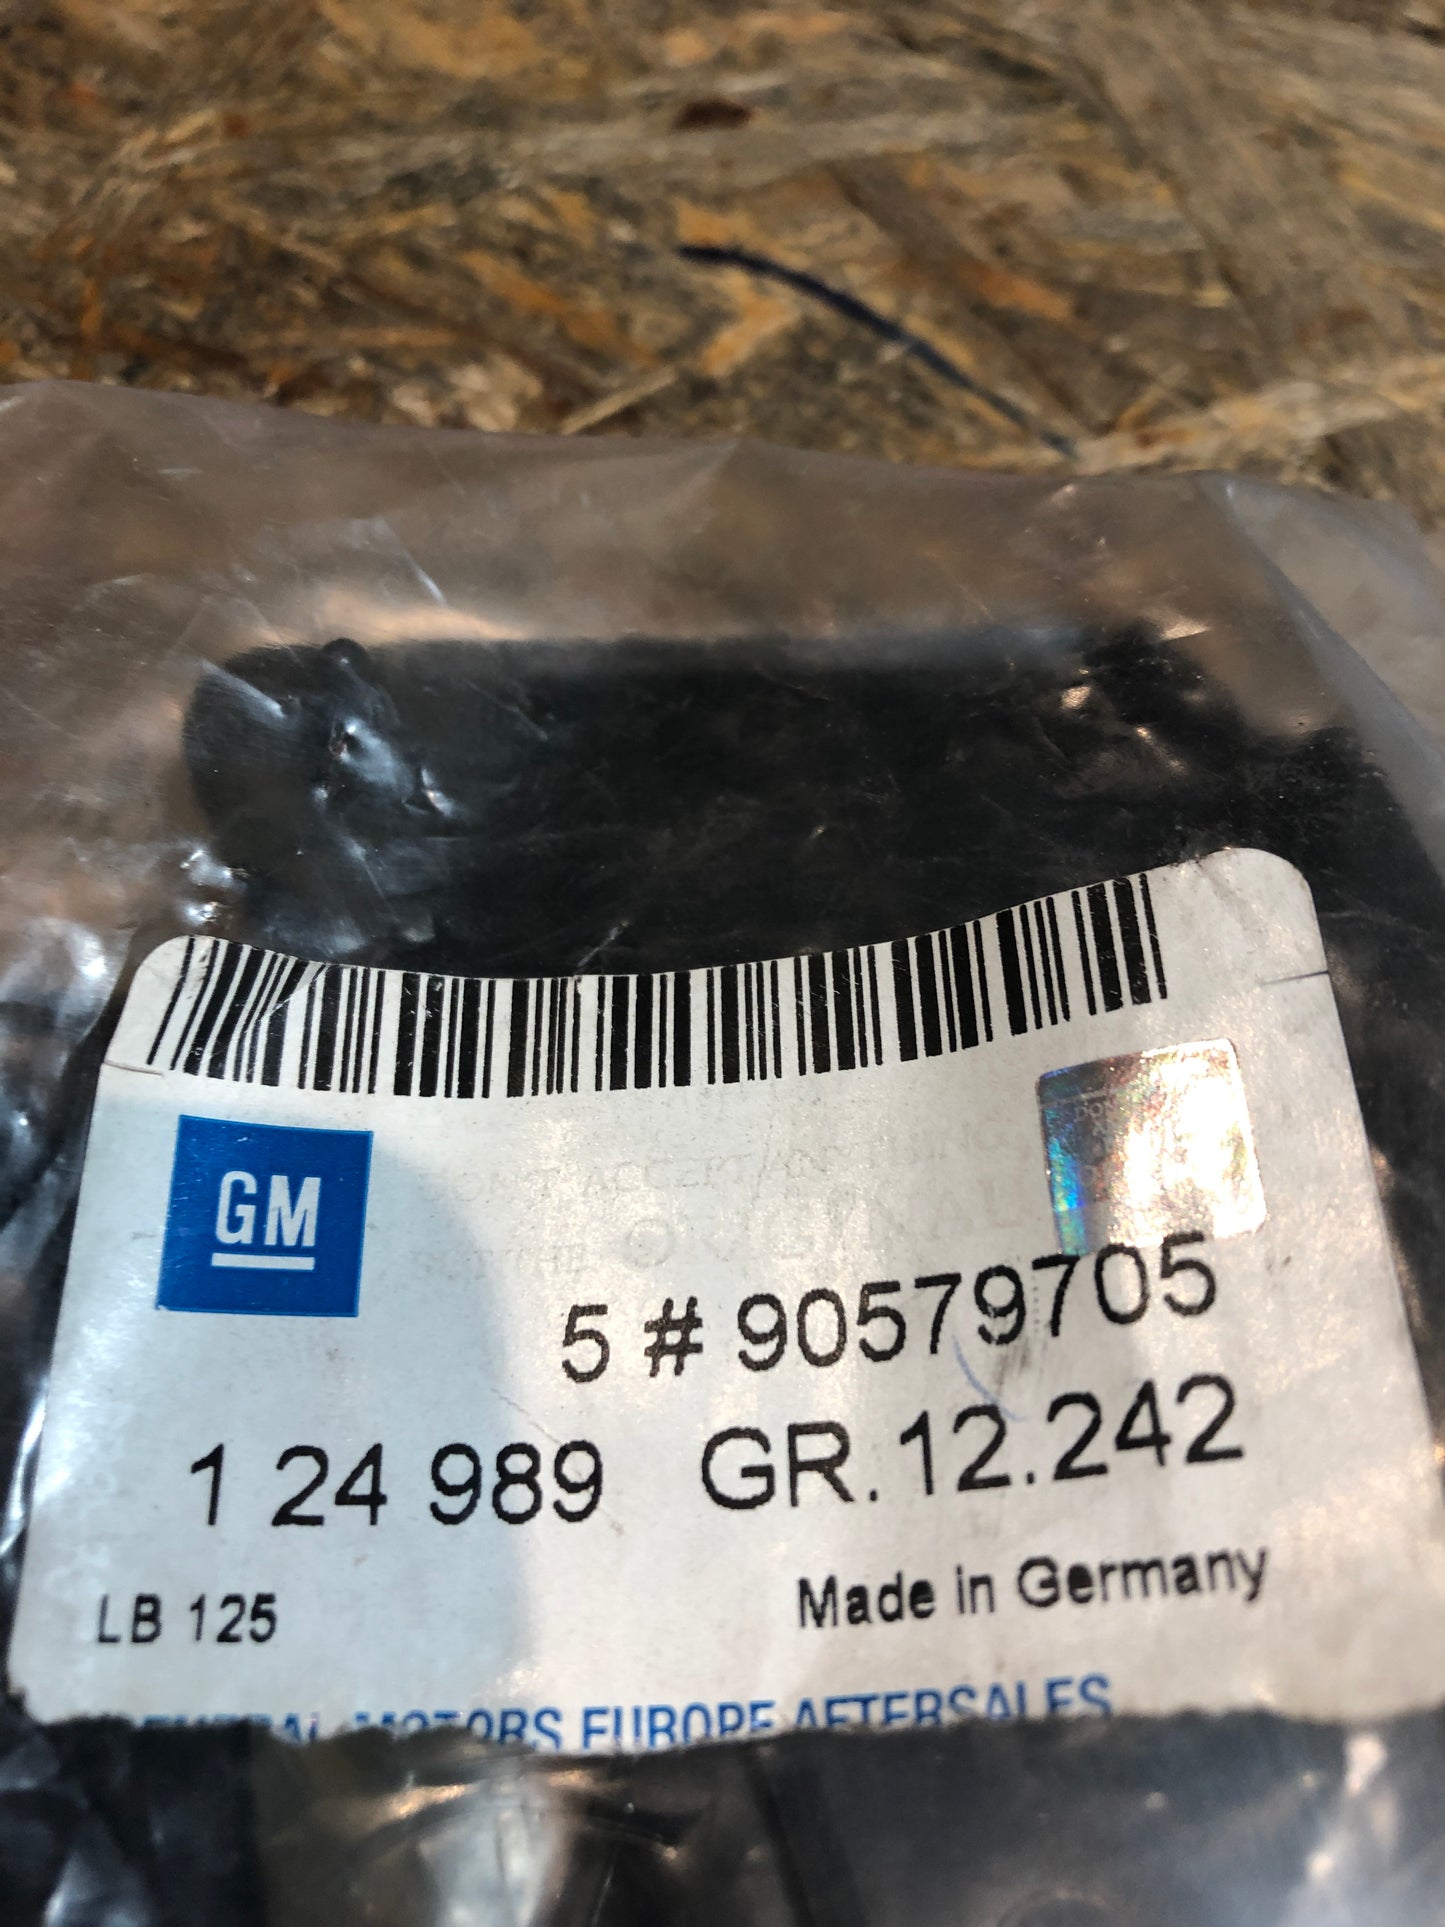 GM
5 # 90579705
1 24 989 GR.12.242
LB 125
Made in Germany
GENERAL MOTORS EUROPE AFTERSALES